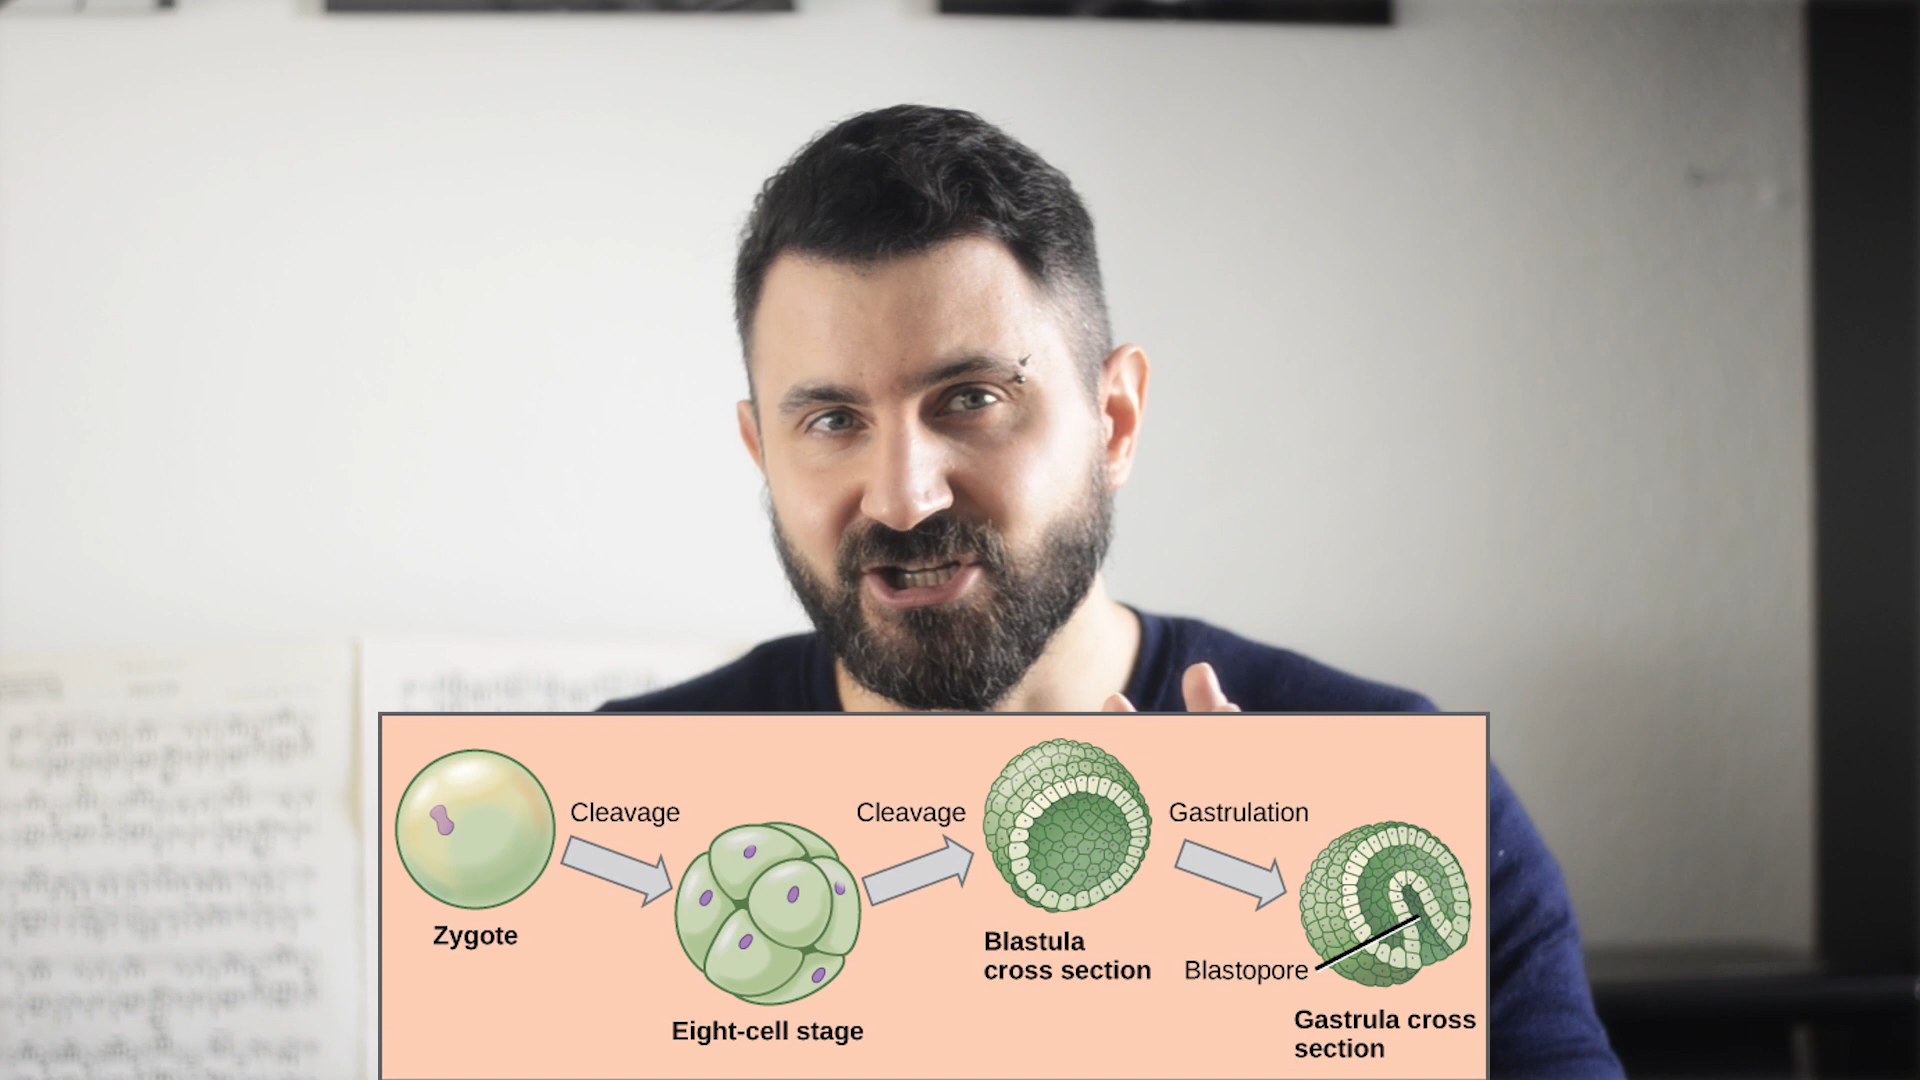 Cleavage
Cleavage
Gastrulation
Zygote
Blastula
cross section
Blastopore
Eight-cell stage
Gastrula cross
section